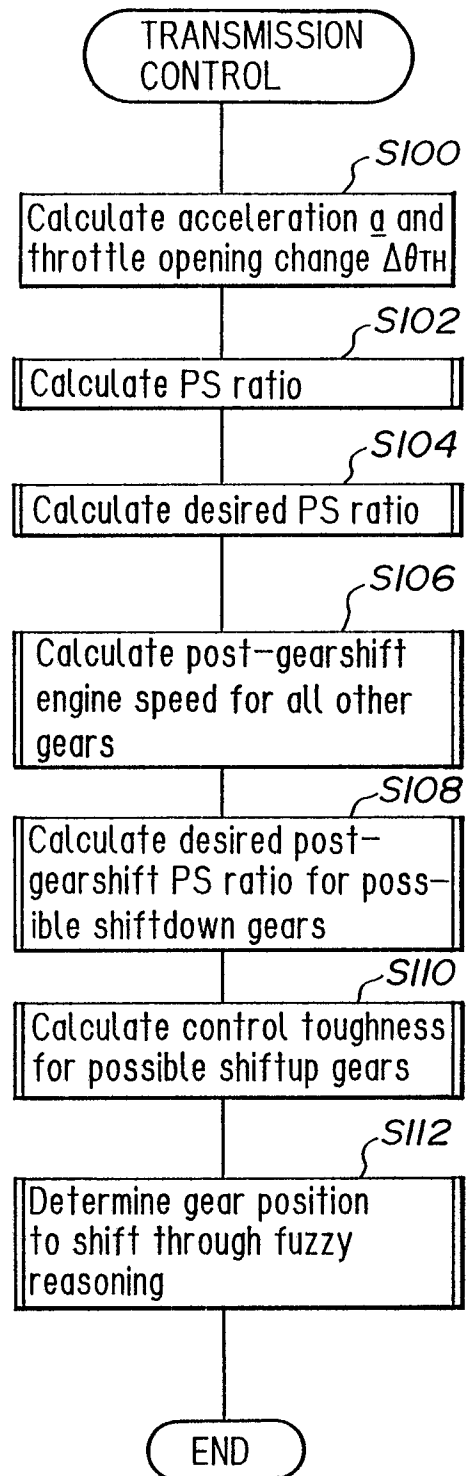 TRANSMISSION
CONTROL
S100
Calculate acceleration a and
throttle opening change ΔθTH
S102
Calculate PS ratio
S104
Calculate desired PS ratio
S106
Calculate post-gearshift
engine speed for all other
gears
S108
Calculate desired post-
gearshift PS ratio for poss-
ible shiftdown gears
S110
Calculate control toughness
for possible shiftup gears
S112
Determine gear position
to shift through fuzzy
reasoning
END